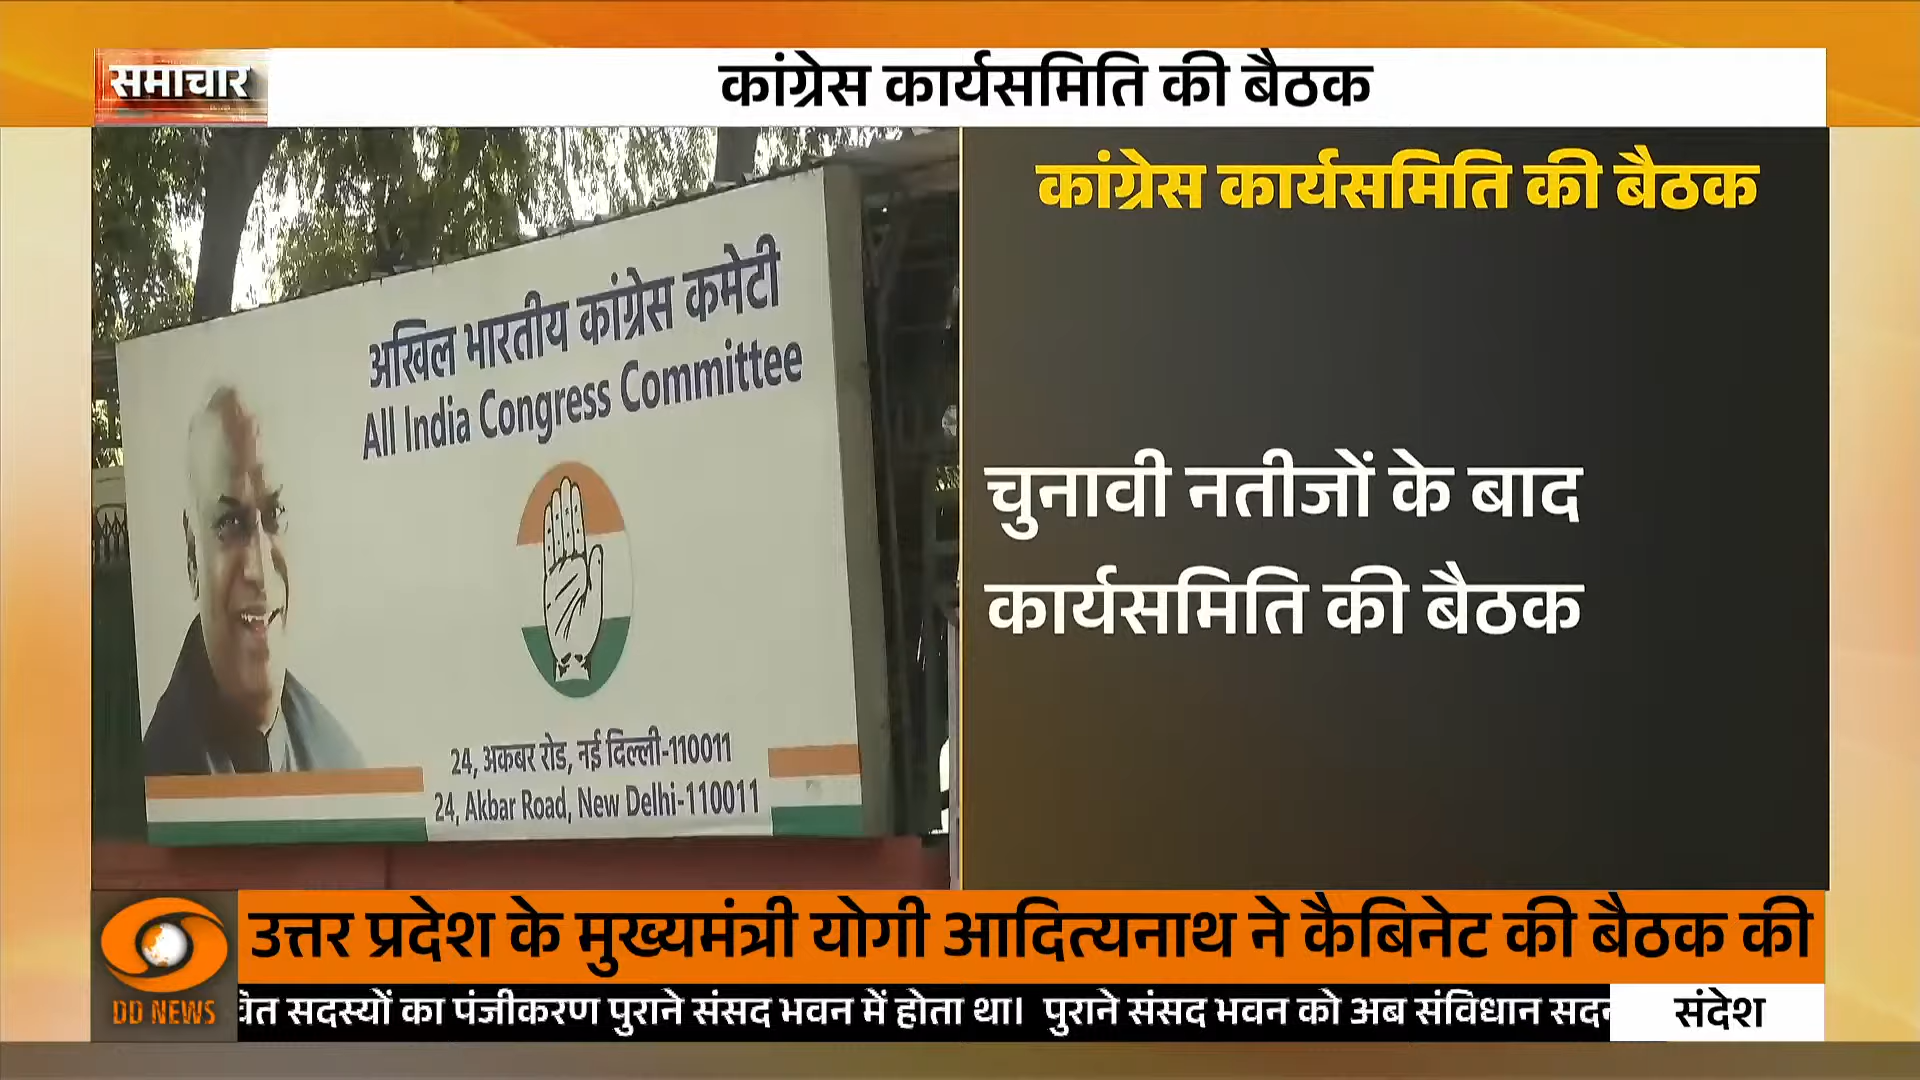 समाचार
कांग्रेस कार्यसमिति की बैठक
कांग्रेस कार्यसमिति की बैठक
अखिल भारतीय कांग्रेस कमेटी
All India Congress Committee
24, अकबर रोड, नई दिल्ली-110011
24, Akbar Road, New Delhi-110011
चुनावी नतीजों के बाद
कार्यसमिति की बैठक
उत्तर प्रदेश के मुख्यमंत्री योगी आदित्यनाथ ने कैबिनेट की बैठक की
DD NEWS
सदस्यों का पंजीकरण पुराने संसद भवन में होता था। पुराने संसद भवन को अब संविधान
संदेश